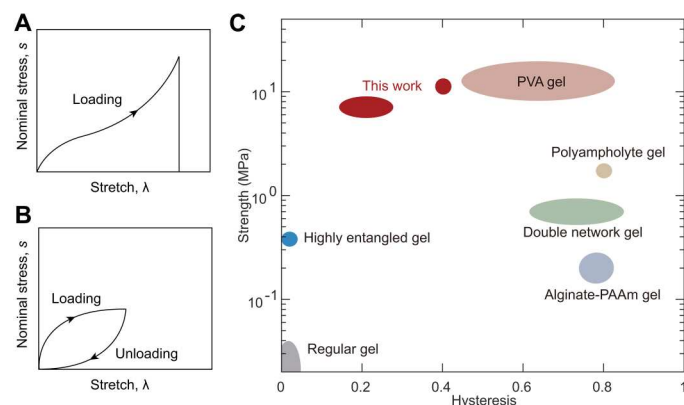 A
Nominal stress, s
Loading
Stretch, λ
B
Nominal stress, s
Loading
Unloading
Stretch, λ
C
Strength (MPa)
10¹
10⁰
10⁻¹
This work
PVA gel
Polyampholyte gel
Highly entangled gel
Double network gel
Alginate-PAAm gel
Regular gel
0
0.2
0.4
0.6
0.8
1
Hysteresis